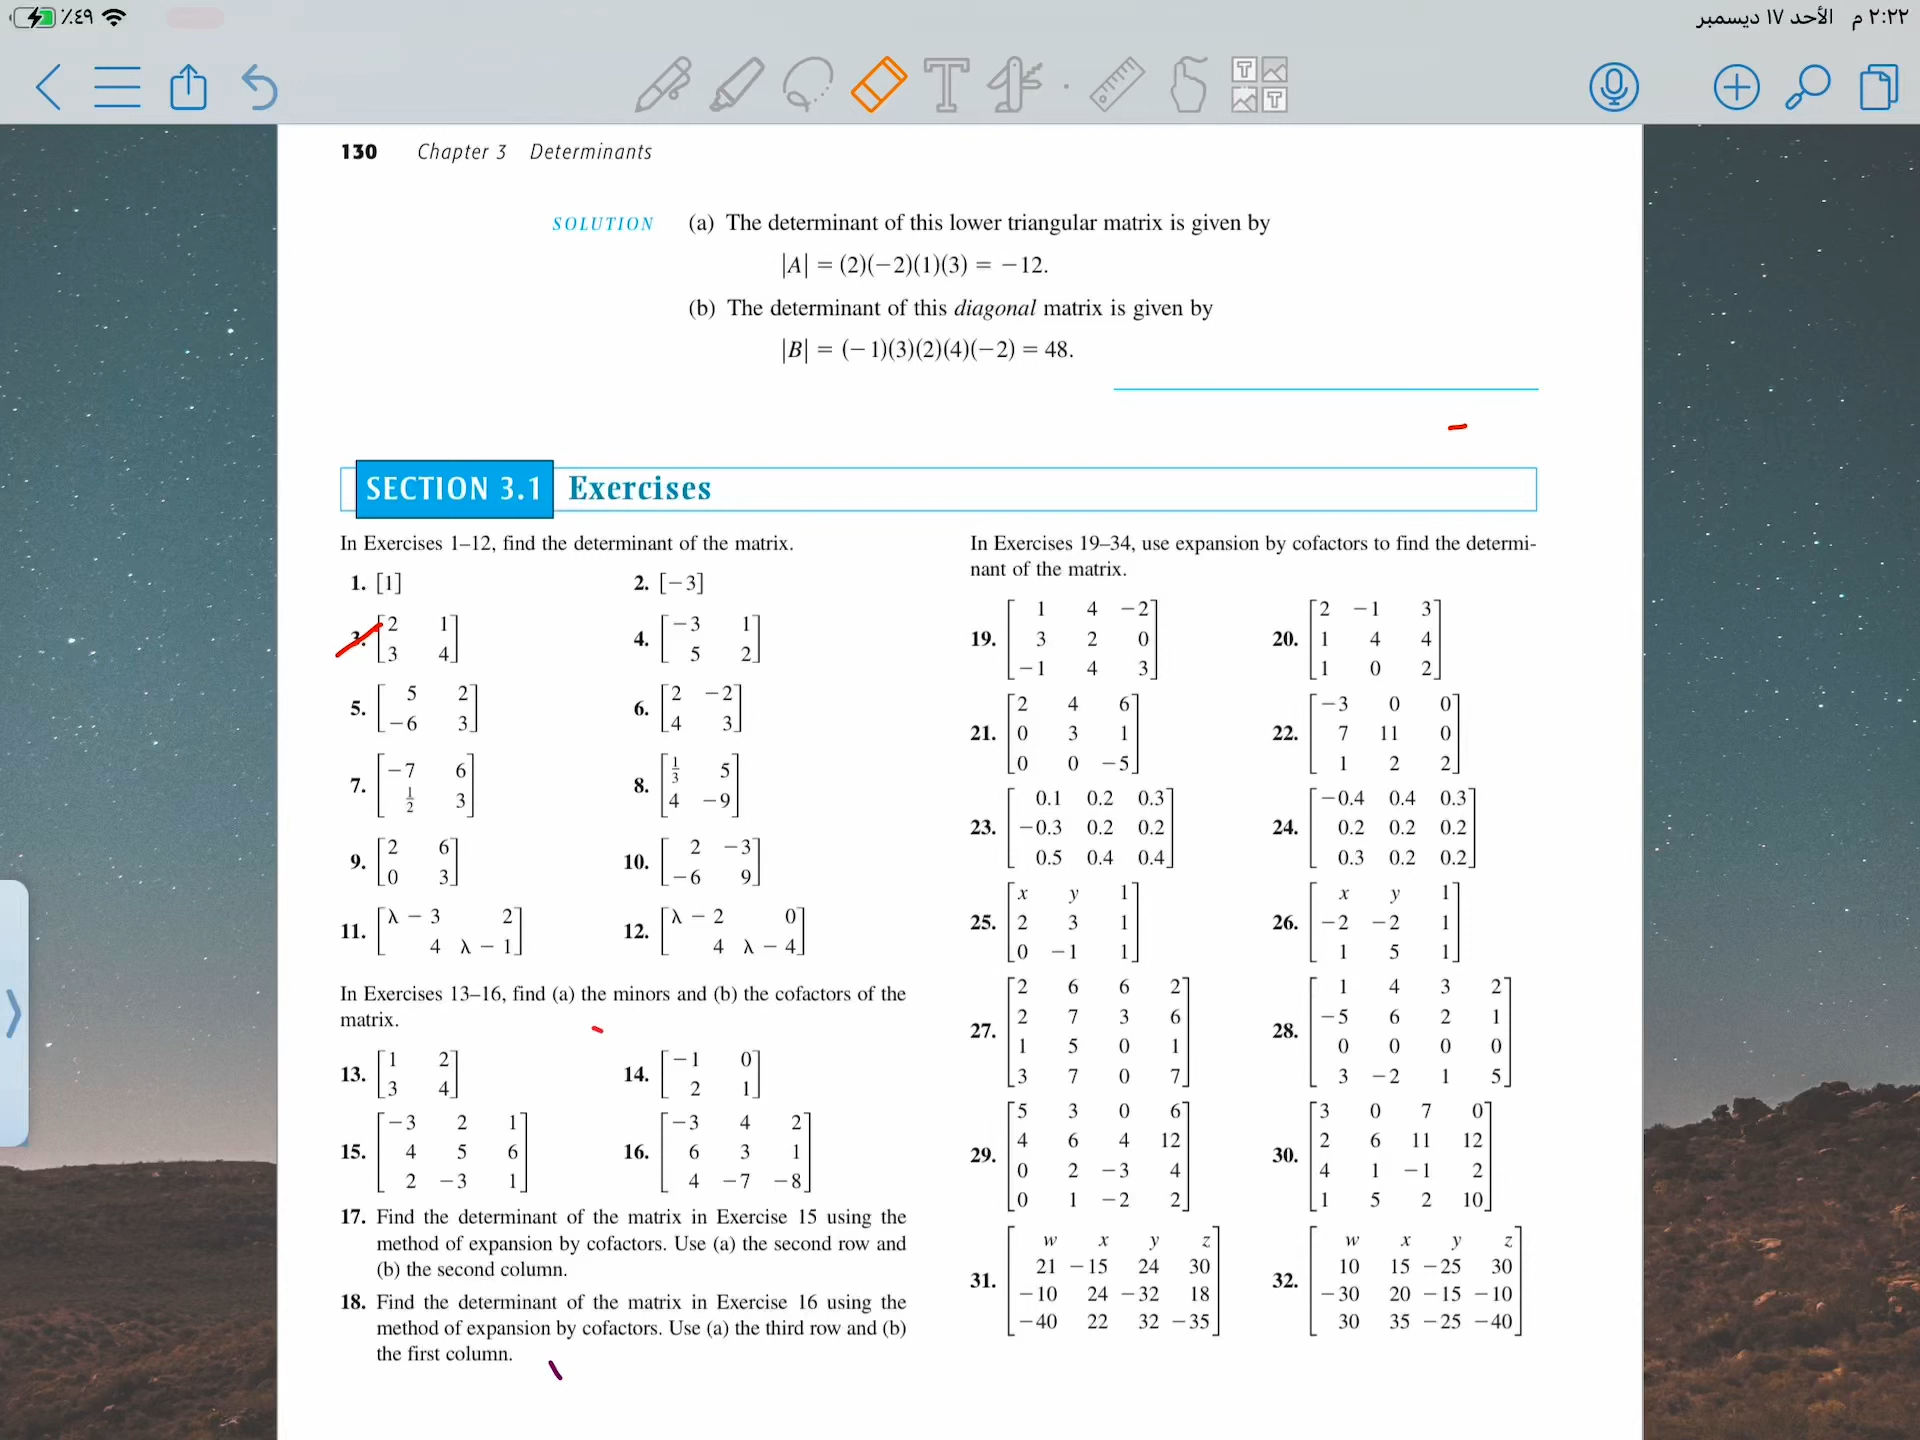 ٪٤٩
٢:٢٢ م الأحد ١٧ ديسمبر
130 Chapter 3 Determinants
SOLUTION (a) The determinant of this lower triangular matrix is given by
|A| = (2)(−2)(1)(3) = −12.
(b) The determinant of this diagonal matrix is given by
|B| = (−1)(3)(2)(4)(−2) = 48.
SECTION 3.1 Exercises
In Exercises 1–12, find the determinant of the matrix.
1. [1] 2. [−3]
3. [2 1
3 4]
4. [−3 1
5 2]
5. [5 2
−6 3]
6. [2 −2
4 3]
7. [−7 6
1/2 3]
8. [1/3 5
4 −9]
9. [2 6
0 3]
10. [2 −3
−6 9]
11. [λ − 3 2
4 λ − 1]
12. [λ − 2 0
4 λ − 4]
In Exercises 13–16, find (a) the minors and (b) the cofactors of the
matrix.
13. [1 2
3 4]
14. [−1 0
2 1]
15. [−3 2 1
4 5 6
2 −3 1]
16. [−3 4 2
6 3 1
4 −7 −8]
17. Find the determinant of the matrix in Exercise 15 using the
method of expansion by cofactors. Use (a) the second row and
(b) the second column.
18. Find the determinant of the matrix in Exercise 16 using the
method of expansion by cofactors. Use (a) the third row and (b)
the first column.
In Exercises 19–34, use expansion by cofactors to find the determi-
nant of the matrix.
19. [1 4 −2
3 2 0
−1 4 3]
20. [2 −1 3
1 4 4
1 0 2]
21. [2 4 6
0 3 1
0 0 −5]
22. [−3 0 0
7 11 0
1 2 2]
23. [0.1 0.2 0.3
−0.3 0.2 0.2
0.5 0.4 0.4]
24. [−0.4 0.4 0.3
0.2 0.2 0.2
0.3 0.2 0.2]
25. [x y 1
2 3 1
0 −1 1]
26. [x y 1
−2 −2 1
1 5 1]
27. [2 6 6 2
2 7 3 6
1 5 0 1
3 7 0 7]
28. [1 4 3 2
−5 6 2 1
0 0 0 0
3 −2 1 5]
29. [5 3 0 6
4 6 4 12
0 2 −3 4
0 1 −2 2]
30. [3 0 7 0
2 6 11 12
4 1 −1 2
1 5 2 10]
31. [w x y z
21 −15 24 30
−10 24 −32 18
−40 22 32 −35]
32. [w x y z
10 15 −25 30
−30 20 −15 −10
30 35 −25 −40]